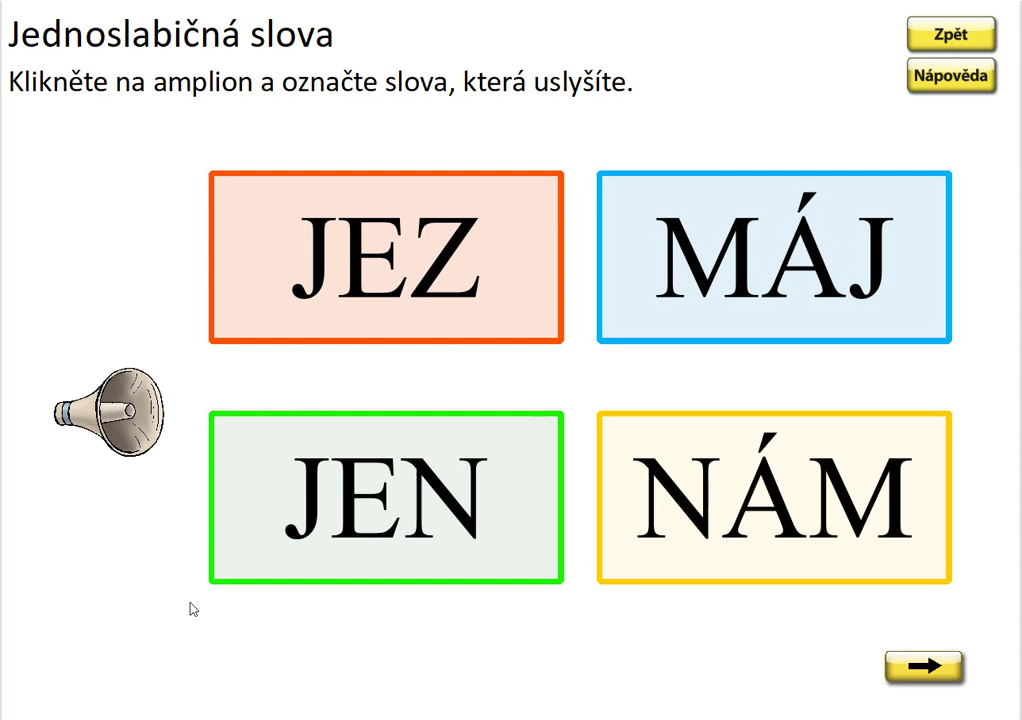 Jednoslabičná slova
Zpět
Klikněte na amplion a označte slova, která uslyšíte.
Nápověda
JEZ
MÁJ
JEN
NÁM